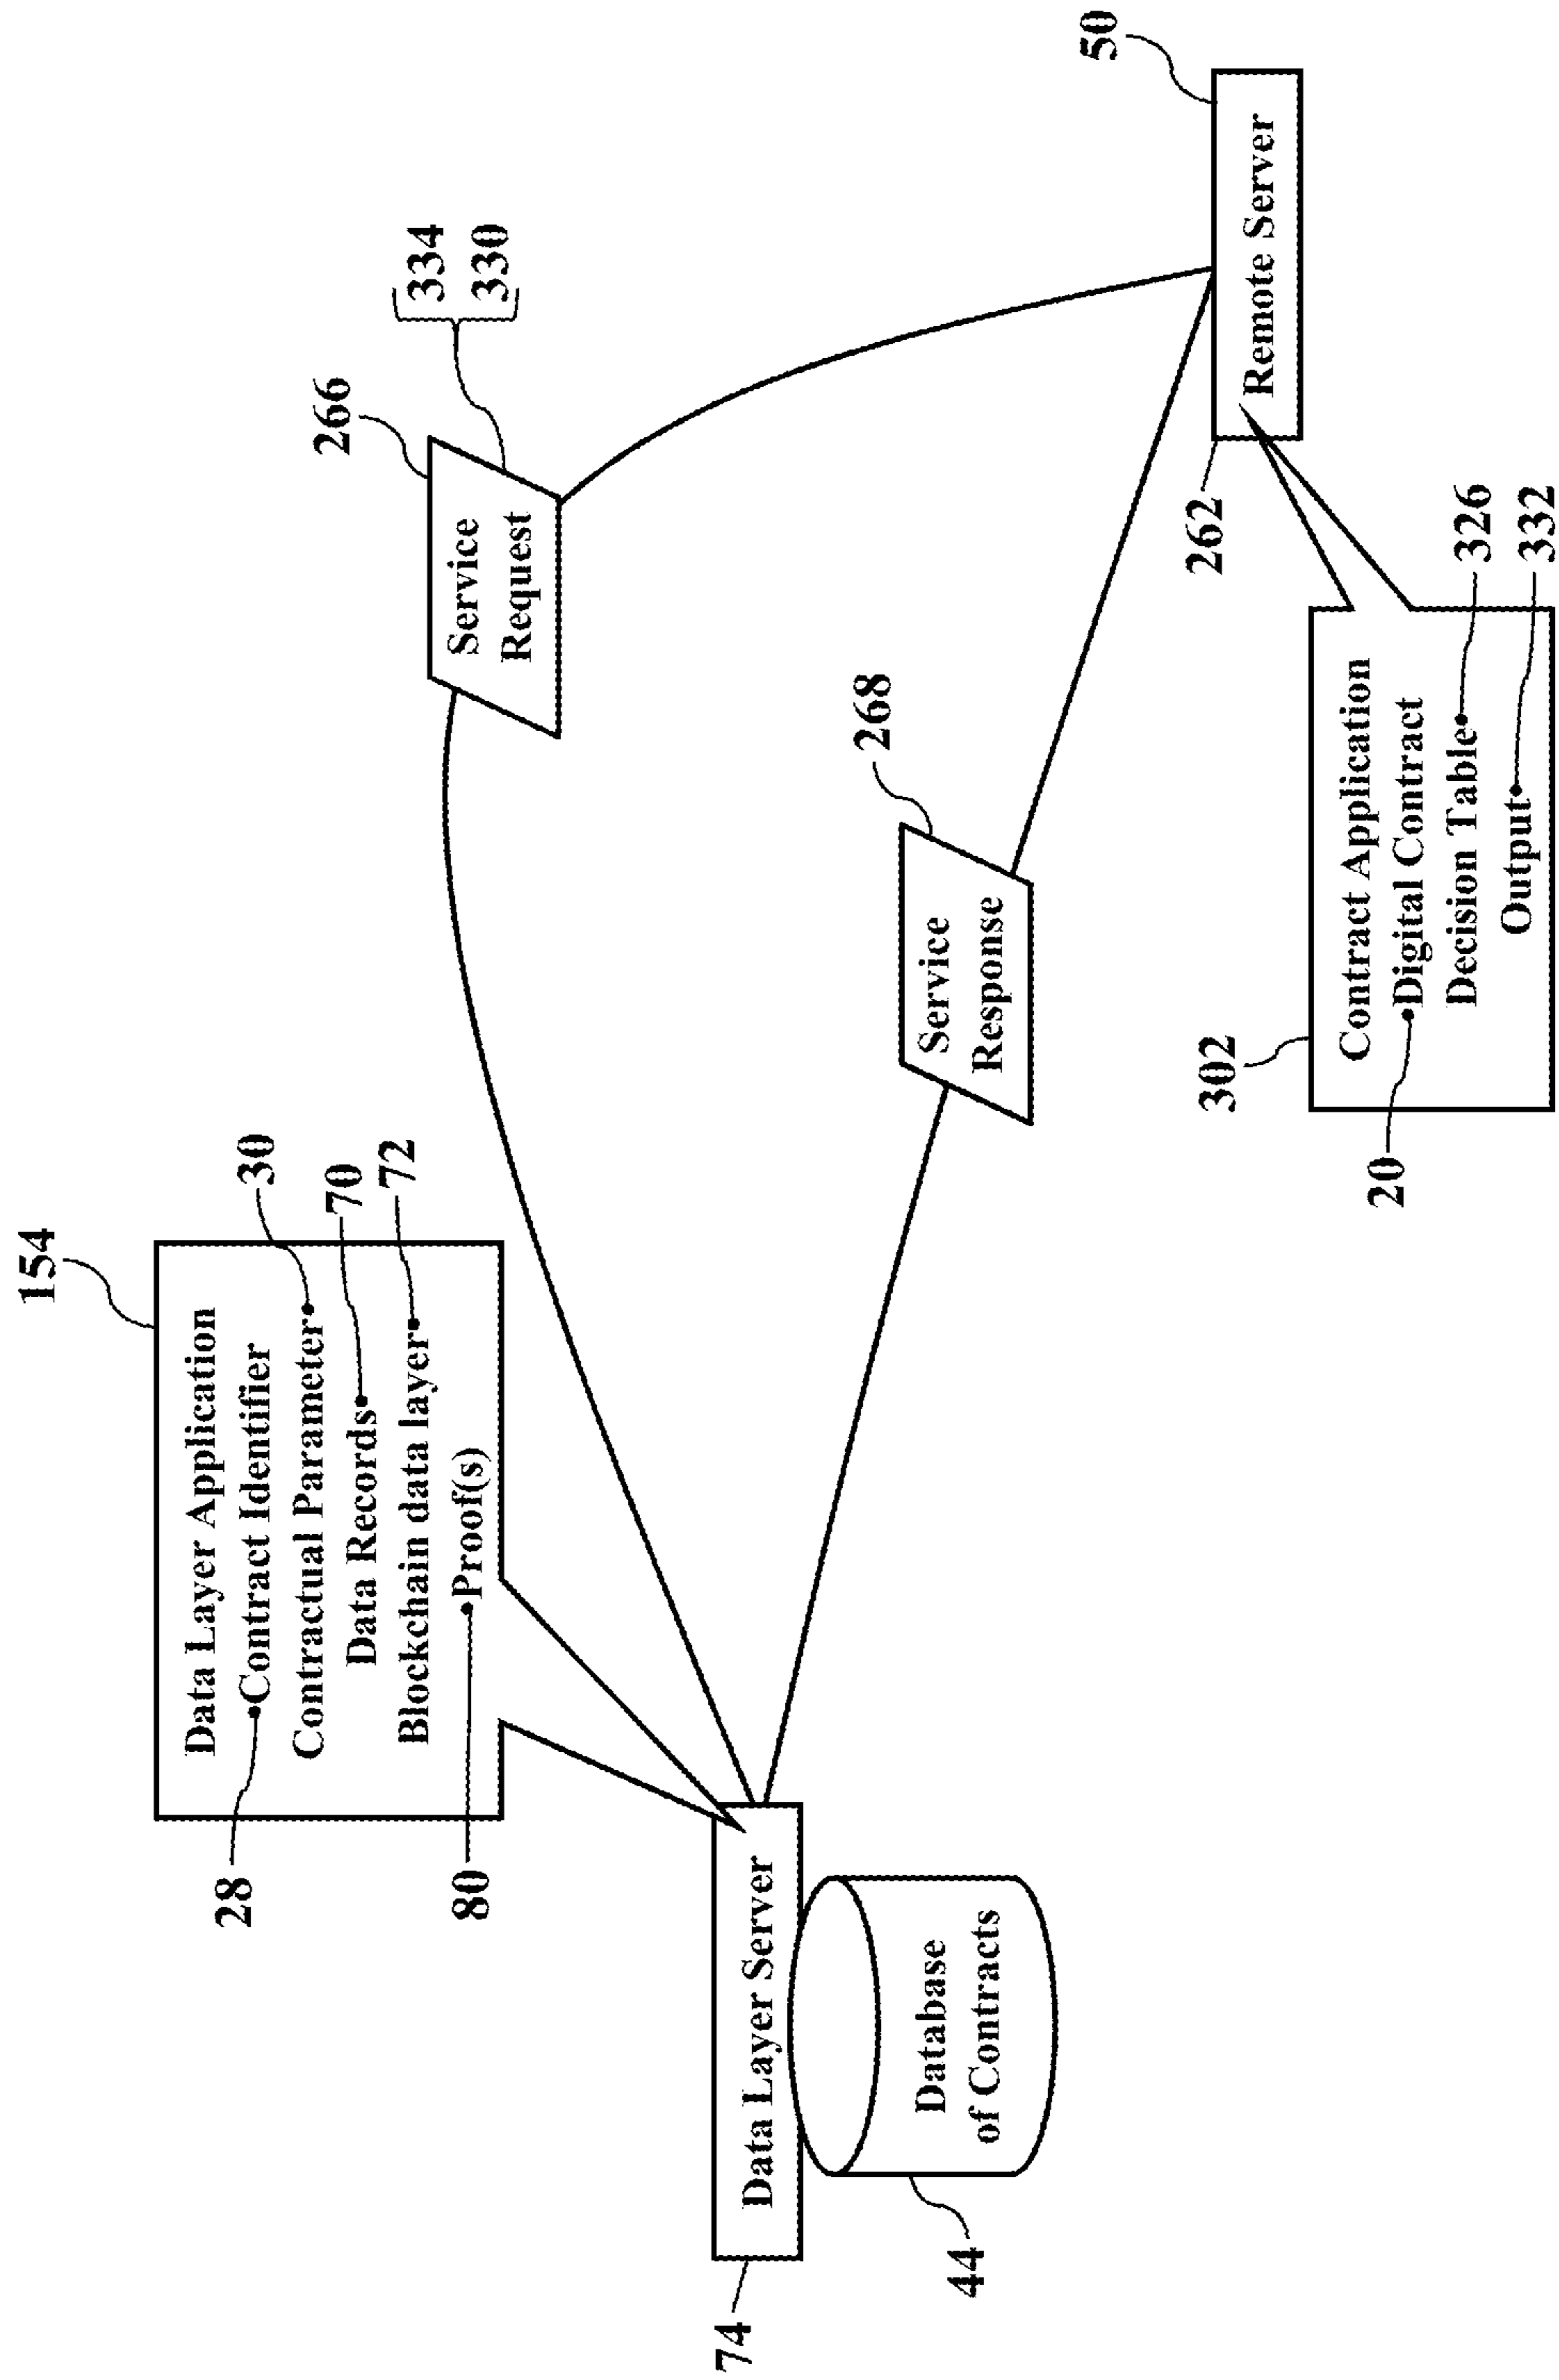 154
Data Layer Application
28
Contract Identifier
Contractual Parameter
30
Data Records
70
Blockchain data layer
72
80
Proof(s)
266
334
330
Service
Request
74
Data Layer Server
44
Database
of Contracts
268
Service
Response
50
262
Remote Server
302
Contract Application
20
Digital Contract
Decision Table
326
Output
332